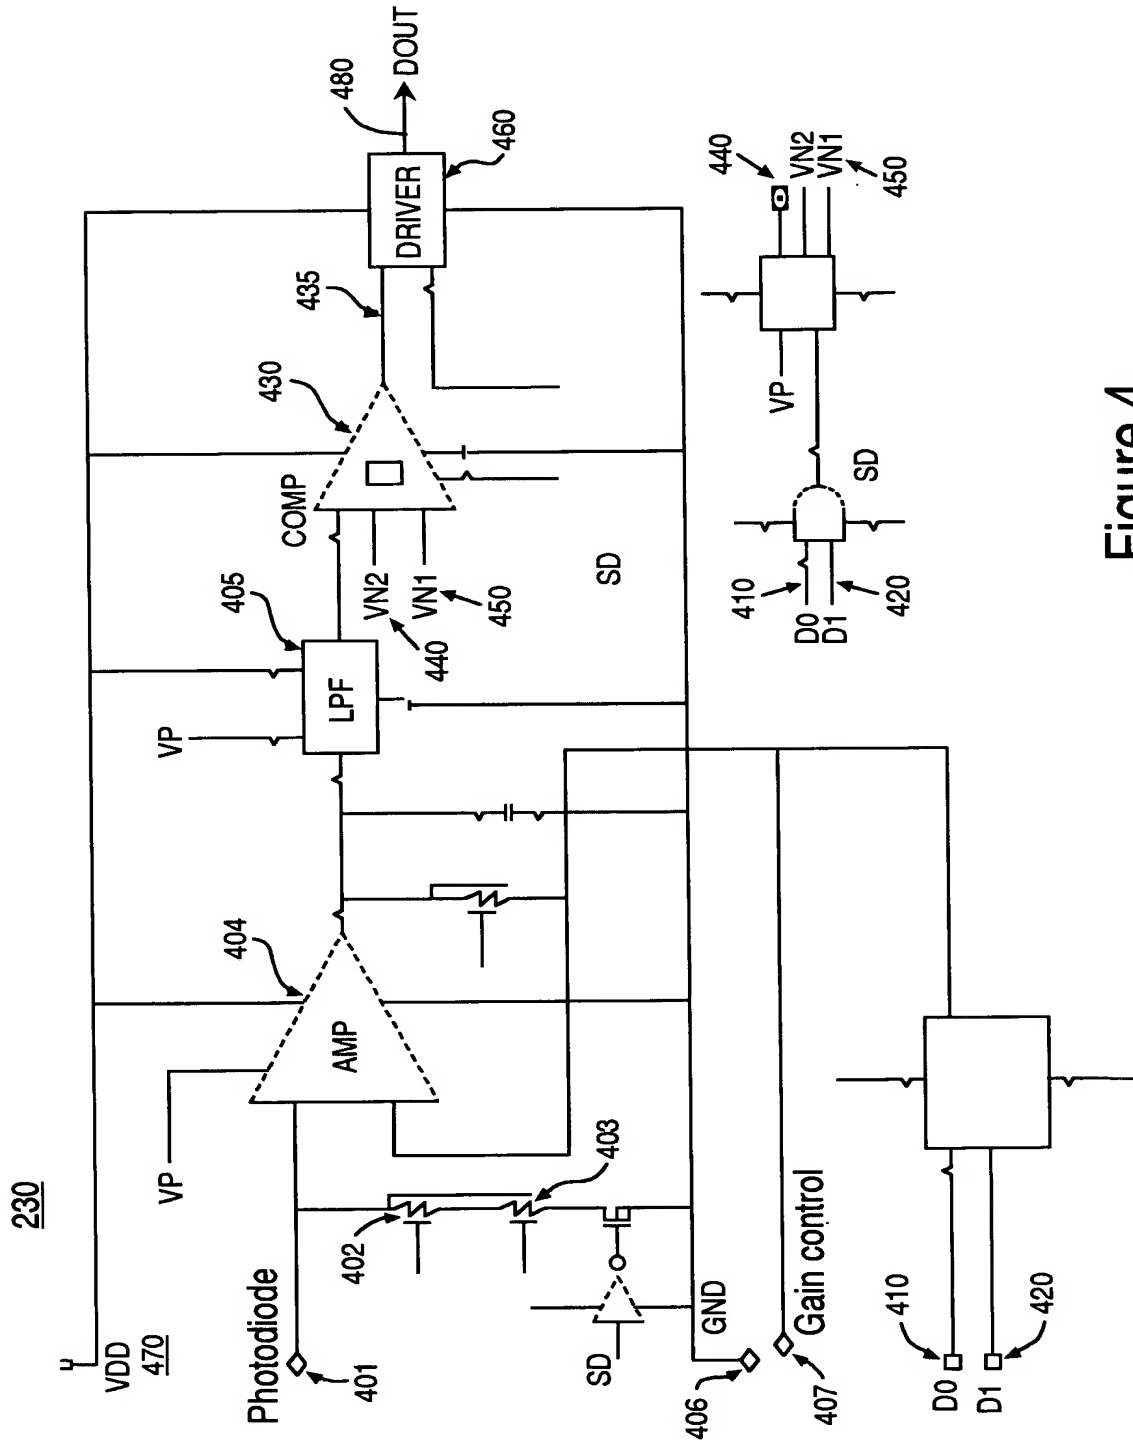 230
VDD
470
Photodiode
401
VP
AMP
404
402
403
SD
GND
406
407
Gain control
D0
410
D1
420
VP
LPF
405
COMP
430
VN2
440
VN1
450
SD
435
DRIVER
460
480
DOUT
410
D0
D1
420
SD
VP
440
VN2
VN1
450
Figure 4